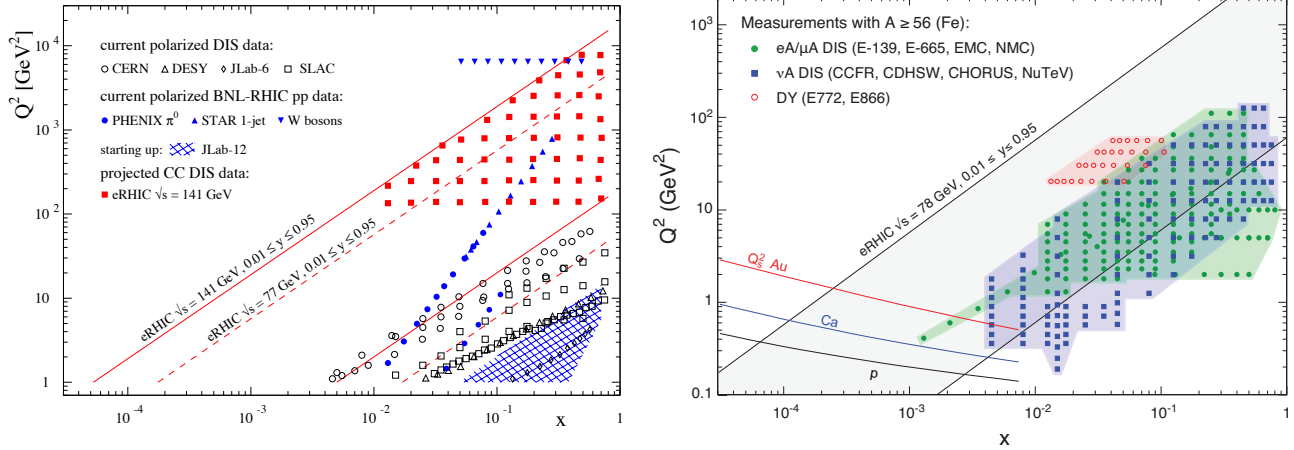 Q² [GeV²]
10⁴
10³
10²
10
1
current polarized DIS data:
CERN DESY JLab-6 SLAC
current polarized BNL-RHIC pp data:
PHENIX π⁰ STAR 1-jet W bosons
starting up: JLab-12
projected CC DIS data:
eRHIC √s = 141 GeV
eRHIC √s = 141 GeV, 0.01 ≤ y ≤ 0.95
eRHIC √s = 77 GeV, 0.01 ≤ y ≤ 0.95
10⁻⁴ 10⁻³ 10⁻² 10⁻¹ x 1
Q² (GeV²)
10³
10²
10
1
0.1
Measurements with A ≥ 56 (Fe):
eA/μA DIS (E-139, E-665, EMC, NMC)
νA DIS (CCFR, CDHSW, CHORUS, NuTeV)
DY (E772, E866)
eRHIC √s = 78 GeV, 0.01 ≤ y ≤ 0.95
Qₛ² Au
Ca
p
10⁻⁴ 10⁻³ 10⁻² 10⁻¹ 1
x